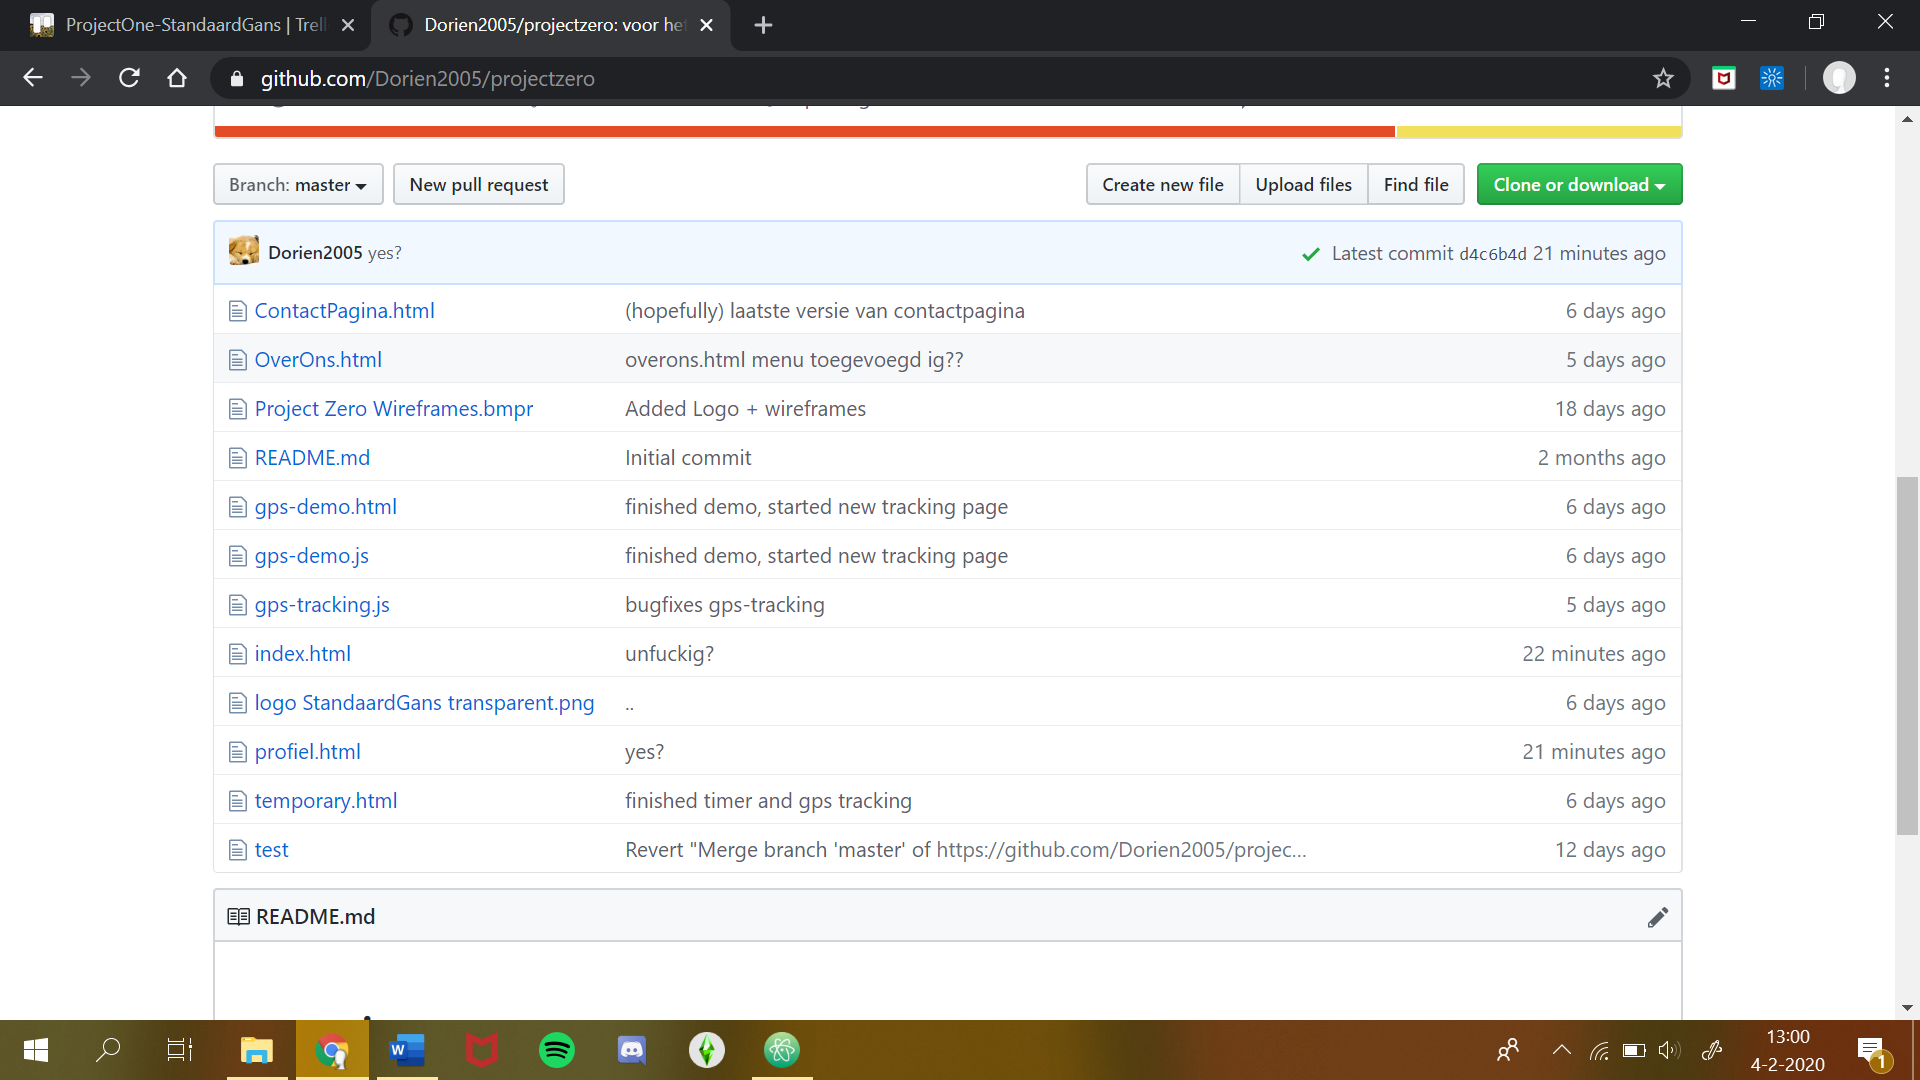 ProjectOne-StandaardGans | Trell
Dorien2005/projectzero: voor het
github.com/Dorien2005/projectzero
Branch: master
New pull request
Create new file
Upload files
Find file
Clone or download
Dorien2005 yes?
Latest commit d4c6b4d 21 minutes ago
ContactPagina.html (hopefully) laatste versie van contactpagina 6 days ago
OverOns.html overons.html menu toegevoegd ig?? 5 days ago
Project Zero Wireframes.bmpr Added Logo + wireframes 18 days ago
README.md Initial commit 2 months ago
gps-demo.html finished demo, started new tracking page 6 days ago
gps-demo.js finished demo, started new tracking page 6 days ago
gps-tracking.js bugfixes gps-tracking 5 days ago
index.html unfuckig? 22 minutes ago
logo StandaardGans transparent.png .. 6 days ago
profiel.html yes? 21 minutes ago
temporary.html finished timer and gps tracking 6 days ago
test Revert "Merge branch 'master' of https://github.com/Dorien2005/projec... 12 days ago
README.md
W
13:00
4-2-2020
1